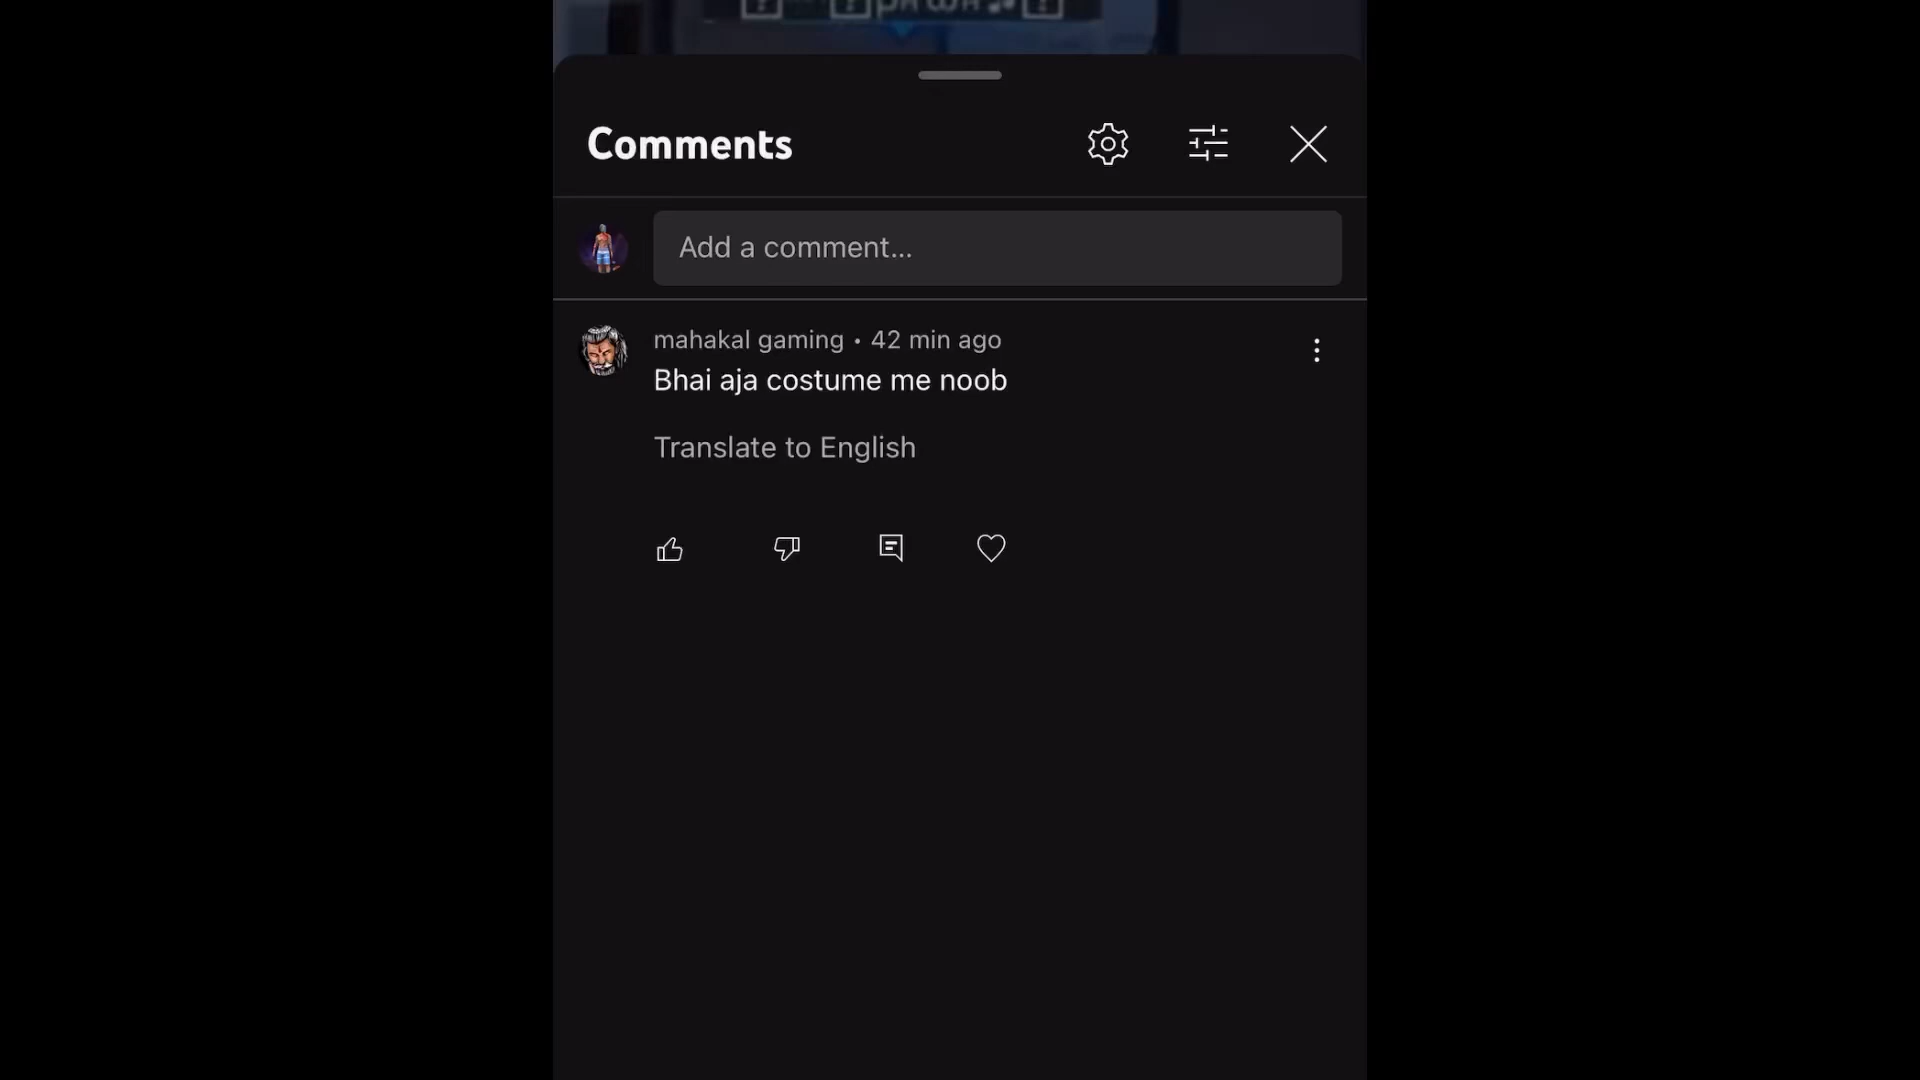 Comments
Add a comment...
mahakal gaming • 42 min ago
Bhai aja costume me noob
Translate to English